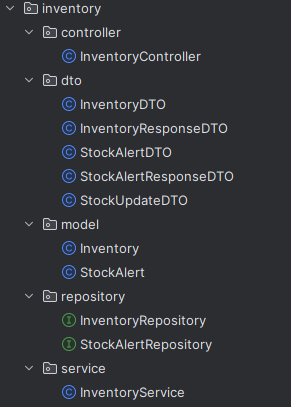 inventory
controller
InventoryController
dto
InventoryDTO
InventoryResponseDTO
StockAlertDTO
StockAlertResponseDTO
StockUpdateDTO
model
Inventory
StockAlert
repository
InventoryRepository
StockAlertRepository
service
InventoryService